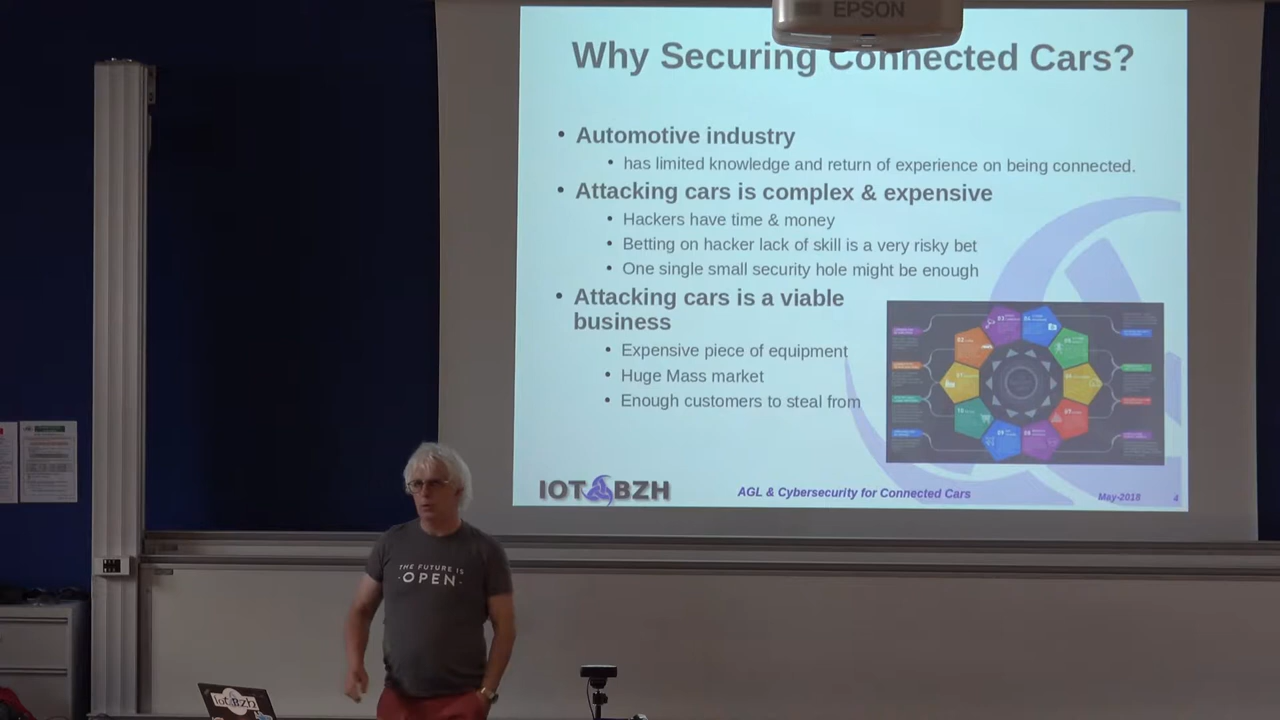 EPSON
Why Securing Connected Cars?
• Automotive industry
• has limited knowledge and return of experience on being connected.
• Attacking cars is complex & expensive
• Hackers have time & money
• Betting on hacker lack of skill is a very risky bet
• One single small security hole might be enough
• Attacking cars is a viable
business
• Expensive piece of equipment
• Huge Mass market
• Enough customers to steal from
IOT BZH
AGL & Cybersecurity for Connected Cars
May-2018
4
THE FUTURE IS
·OPEN·
IoT Bzh